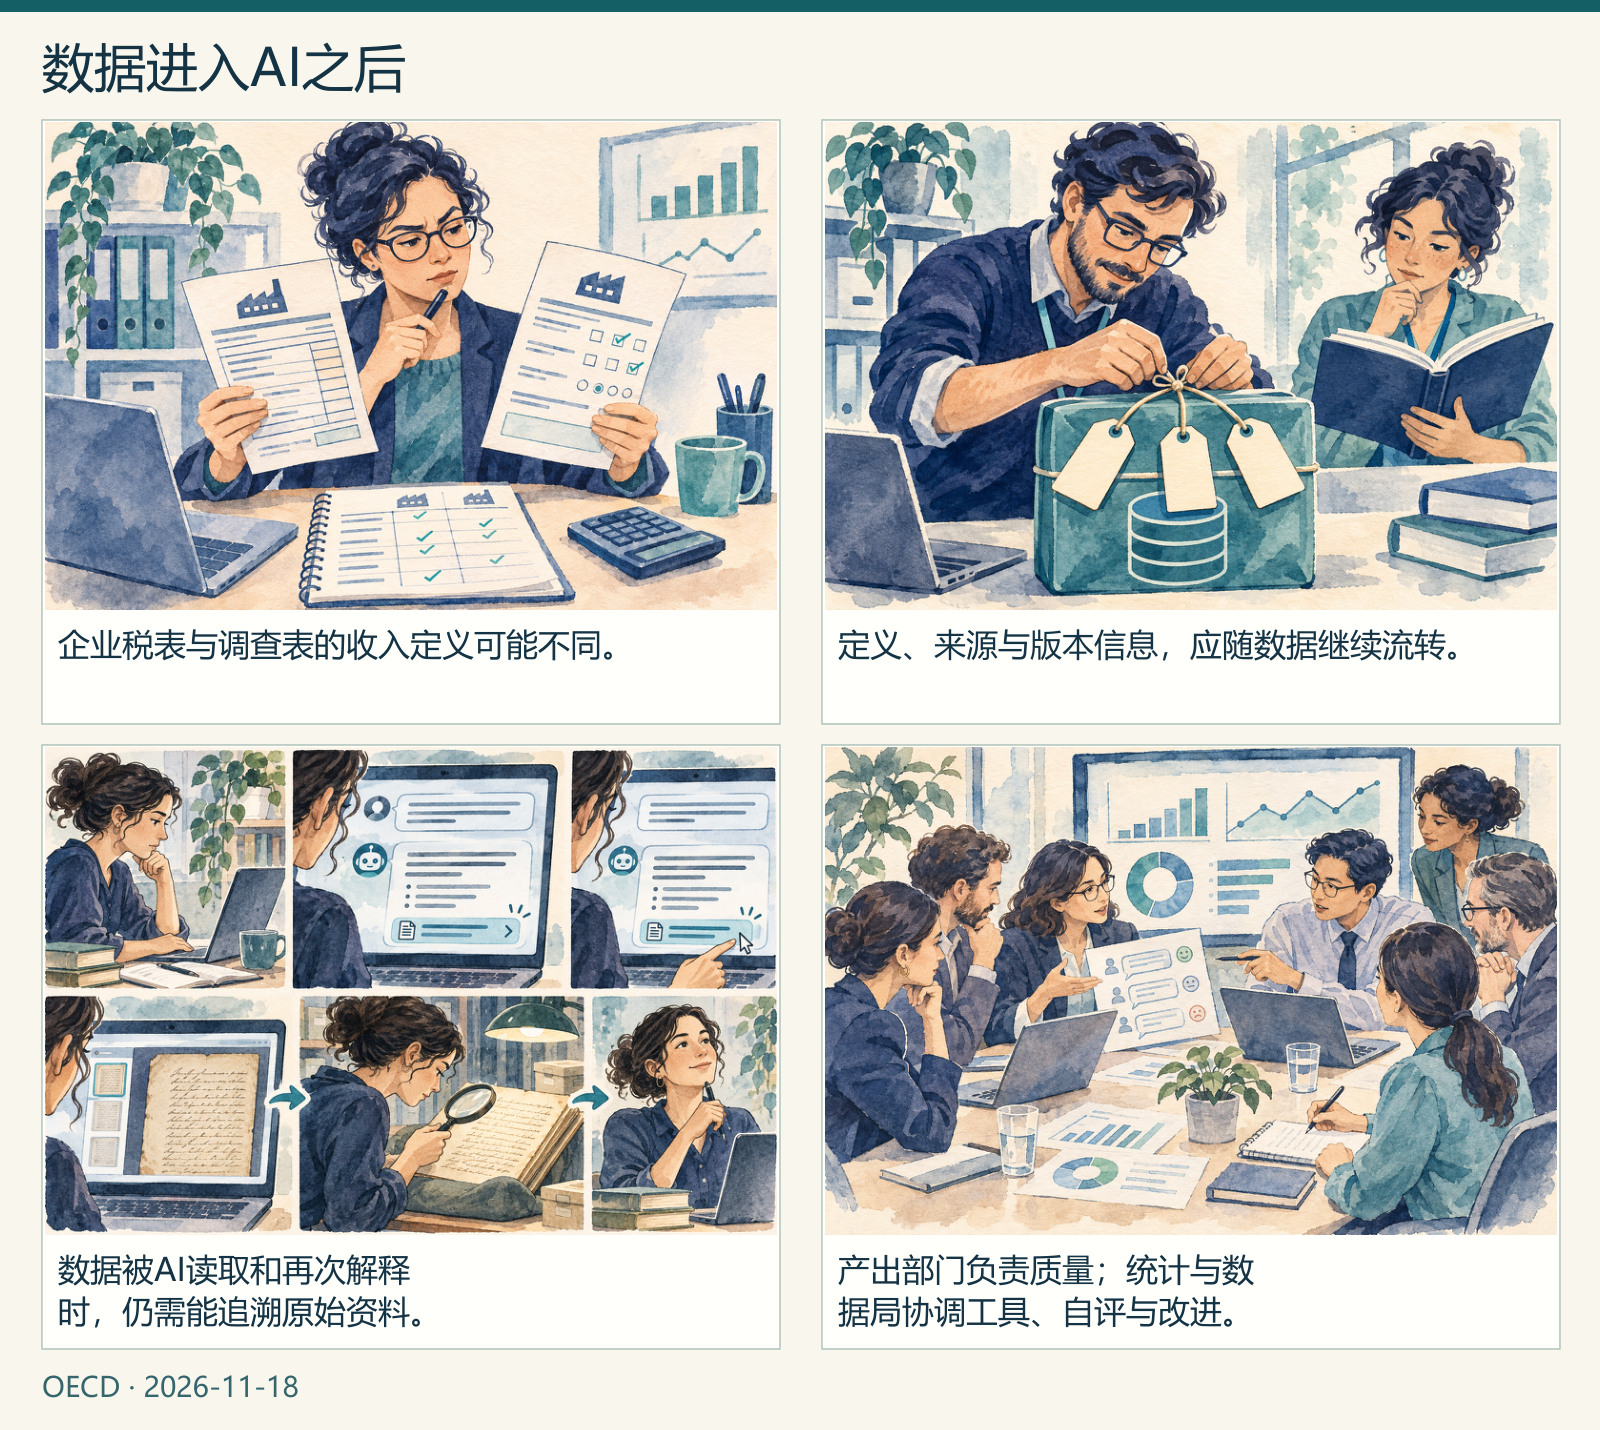 数据进入AI之后
企业税表与调查表的收入定义可能不同。
定义、来源与版本信息，应随数据继续流转。
数据被AI读取和再次解释
时，仍需能追溯原始资料。
产出部门负责质量；统计与数
据局协调工具、自评与改进。
OECD · 2026-11-18